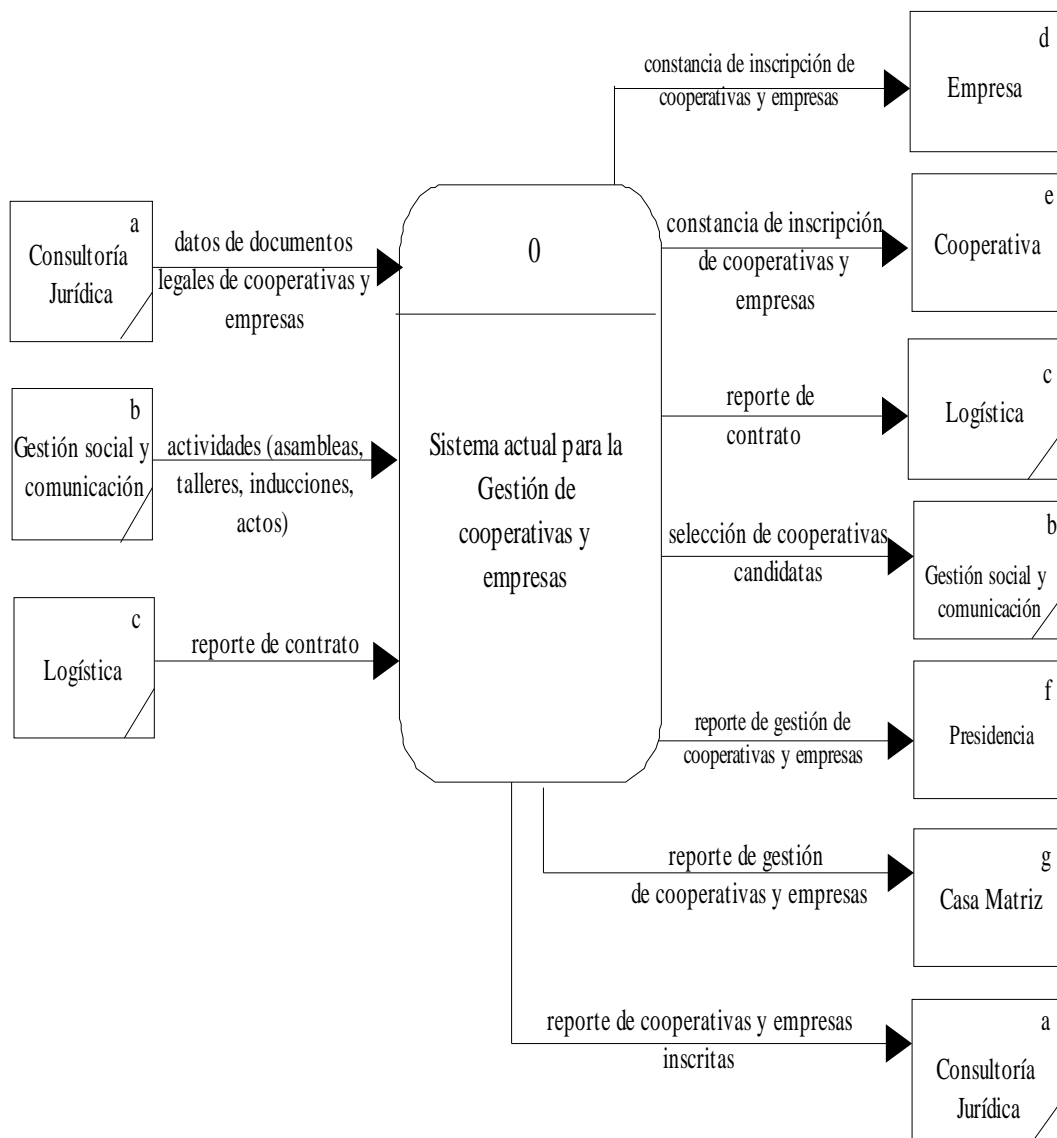 d
Empresa
constancia de inscripción de
cooperativas y empresas
a
Consultoría
Jurídica
datos de documentos
legales de cooperativas y
empresas
0
constancia de inscripción
de cooperativas y
empresas
e
Cooperativa
b
Gestión social y
comunicación
actividades (asambleas,
talleres, inducciones,
actos)
Sistema actual para la
Gestión de
cooperativas y
empresas
reporte de
contrato
c
Logística
selección de cooperativas
candidatas
b
Gestión social y
comunicación
c
Logística
reporte de contrato
reporte de gestión de
cooperativas y empresas
f
Presidencia
reporte de gestión
de cooperativas y empresas
g
Casa Matriz
reporte de cooperativas y empresas
inscritas
a
Consultoría
Jurídica